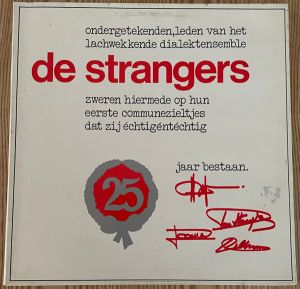 ondergetekenden,leden van het
lachwekkende dialektensemble
de strangers
zweren hiermede op hun
eerste communezieltjes
dat zij échtigéntéchtig
25
jaar bestaan.